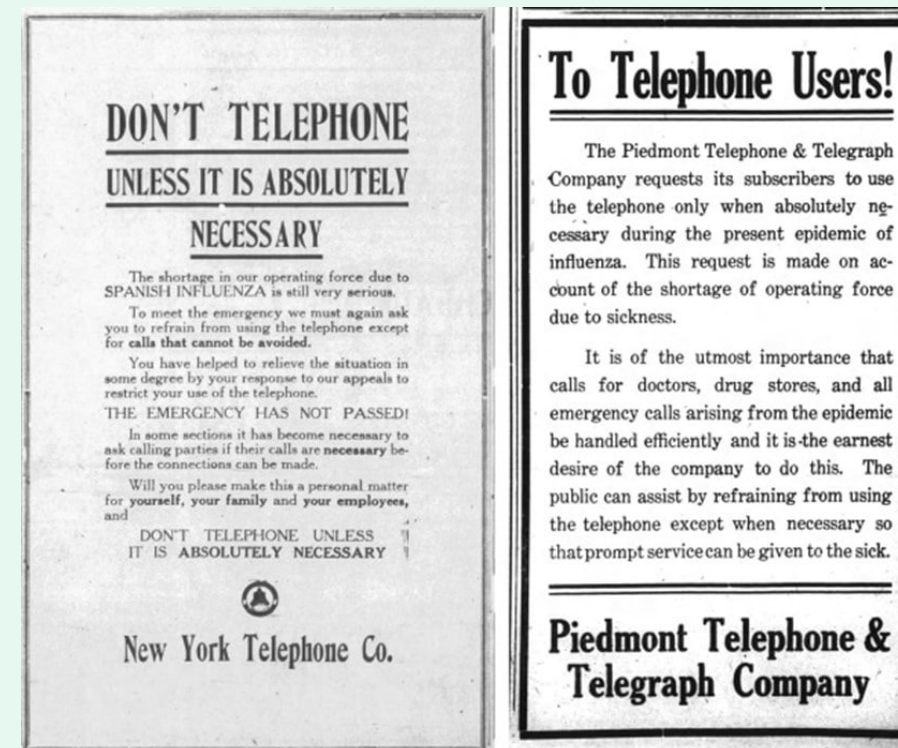 DON'T TELEPHONE
UNLESS IT IS ABSOLUTELY
NECESSARY
The shortage in our operating force due to
SPANISH INFLUENZA is still very serious.
To meet the emergency we must again ask
you to refrain from using the telephone except
for calls that cannot be avoided.
You have helped to relieve the situation in
some degree by your response to our appeals to
restrict your use of the telephone.
THE EMERGENCY HAS NOT PASSED!
In some sections it has become necessary to
ask calling parties if their calls are necessary be-
fore the connections can be made.
Will you please make this a personal matter
for yourself, your family and your employees,
and
DON'T TELEPHONE UNLESS
IT IS ABSOLUTELY NECESSARY
New York Telephone Co.
To Telephone Users!
The Piedmont Telephone & Telegraph
Company requests its subscribers to use
the telephone only when absolutely ne-
cessary during the present epidemic of
influenza. This request is made on ac-
count of the shortage of operating force
due to sickness.
It is of the utmost importance that
calls for doctors, drug stores, and all
emergency calls arising from the epidemic
be handled efficiently and it is the earnest
desire of the company to do this. The
public can assist by refraining from using
the telephone except when necessary so
that prompt service can be given to the sick.
Piedmont Telephone &
Telegraph Company